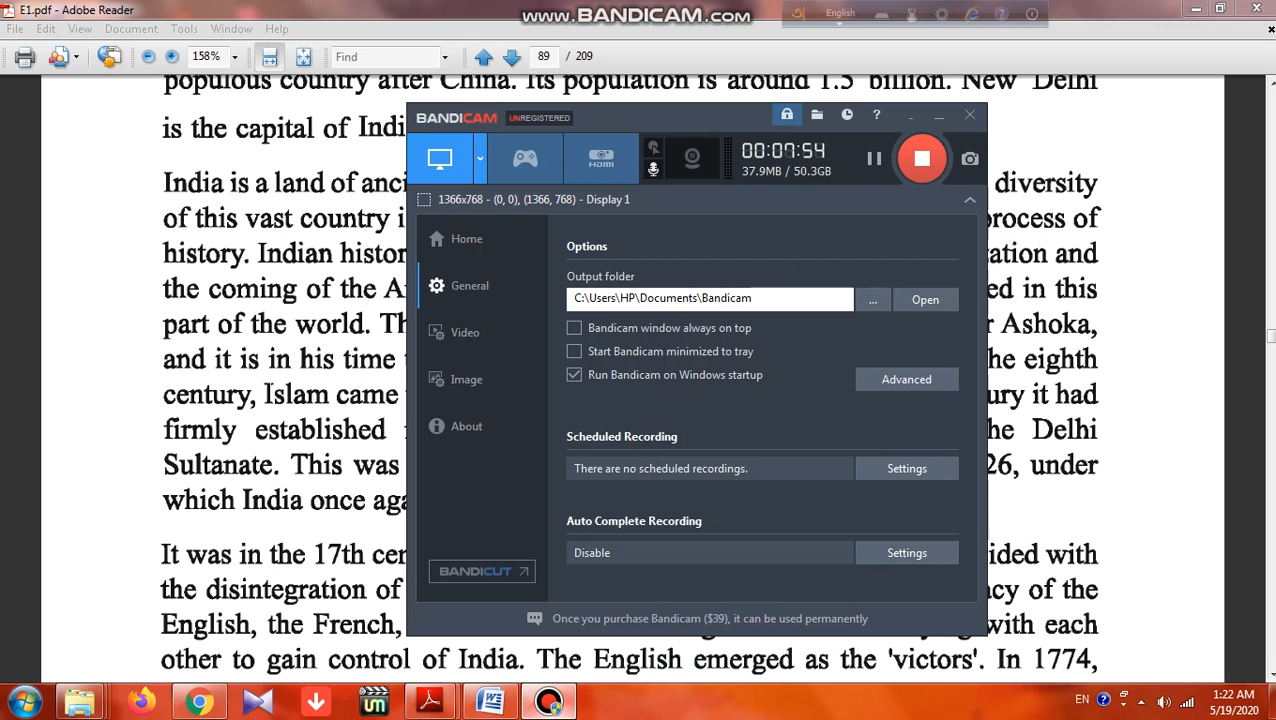 E1.pdf - Adobe Reader
www.BANDICAM.com
English
File Edit View Document Tools Window Help
158%
Find
89 / 209
populous country after China. Its population is around 1.5 billion. New Delhi
is the capital of Indi
India is a land of anci diversity
of this vast country i process of
history. Indian histor ation and
the coming of the A ed in this
part of the world. Th r Ashoka,
and it is in his time he eighth
century, Islam came ury it had
firmly established he Delhi
Sultanate. This was 26, under
which India once aga
It was in the 17th cen ided with
the disintegration of acy of the
English, the French, with each
other to gain control of India. The English emerged as the 'victors'. In 1774,
BANDICAM UNREGISTERED
HDMI
00:07:54
37.9MB / 50.3GB
1366x768 - (0, 0), (1366, 768) - Display 1
Home
General
Video
Image
About
BANDICUT
Options
Output folder
C:\Users\HP\Documents\Bandicam
...
Open
Bandicam window always on top
Start Bandicam minimized to tray
Run Bandicam on Windows startup
Advanced
Scheduled Recording
There are no scheduled recordings.
Settings
Auto Complete Recording
Disable
Settings
Once you purchase Bandicam ($39), it can be used permanently
EN
1:22 AM
5/19/2020